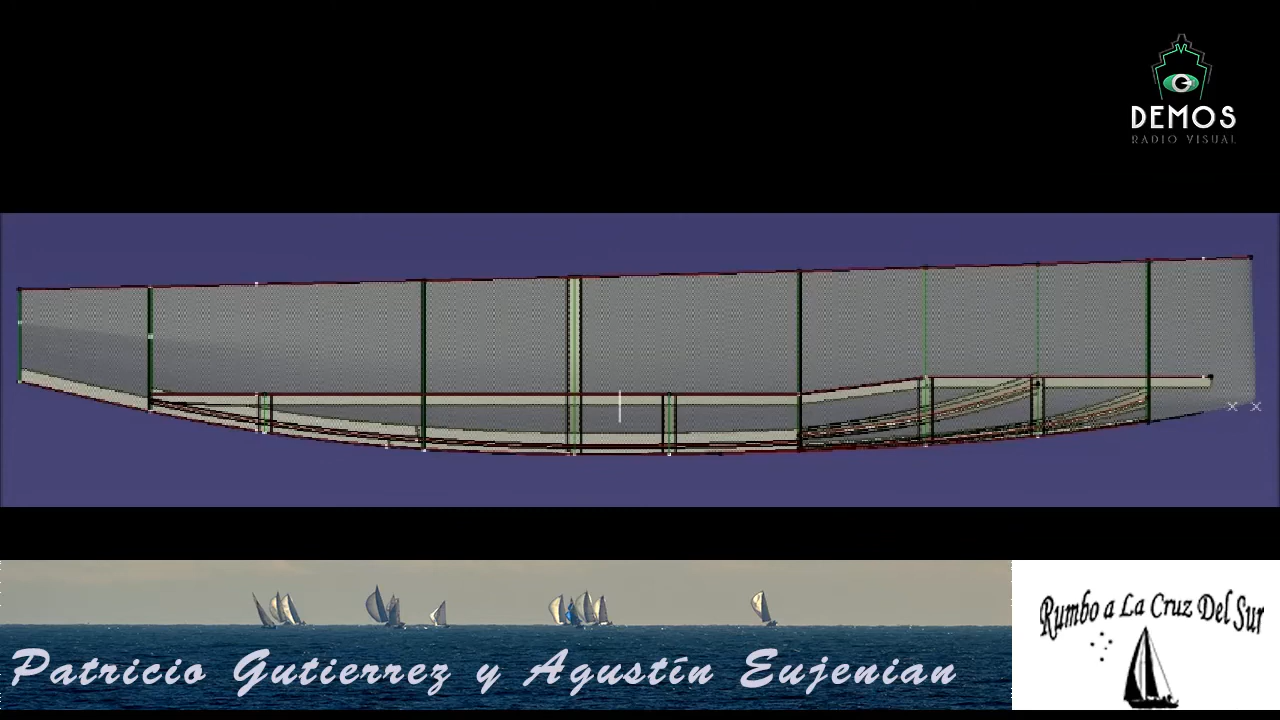 DEMOS
RADIO VISUAL
Rumbo a La Cruz Del Sur
Patricio Gutierrez y Agustín Eujenian